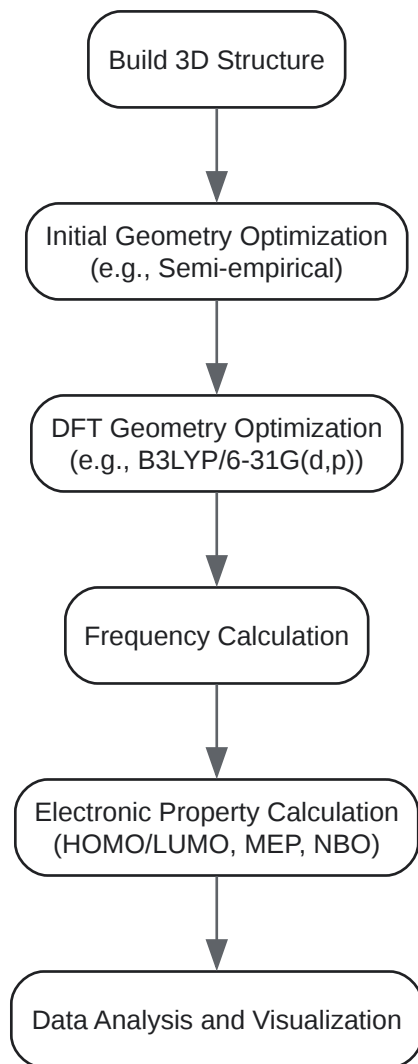 Build 3D Structure
Initial Geometry Optimization
(e.g., Semi-empirical)
DFT Geometry Optimization
(e.g., B3LYP/6-31G(d,p))
Frequency Calculation
Electronic Property Calculation
(HOMO/LUMO, MEP, NBO)
Data Analysis and Visualization